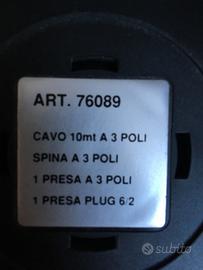 ART. 76089
CAVO 10mt A 3 POLI
SPINA A 3 POLI
1 PRESA A 3 POLI
1 PRESA PLUG 6/2
subito